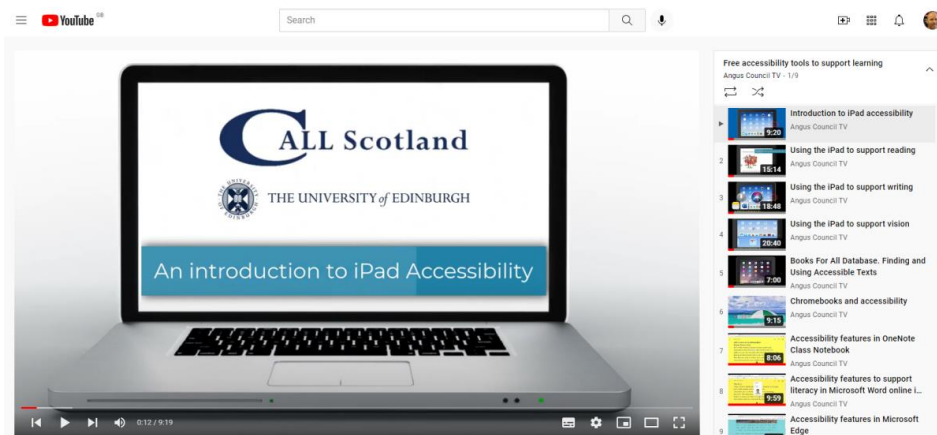 YouTube GB
Search
CALL Scotland
THE UNIVERSITY of EDINBURGH
An introduction to iPad Accessibility
0:12 / 9:19
Free accessibility tools to support learning
Angus Council TV - 1/9
9:20
Introduction to iPad accessibility
Angus Council TV
2
15:14
Using the iPad to support reading
Angus Council TV
3
18:48
Using the iPad to support writing
Angus Council TV
4
20:40
Using the iPad to support vision
Angus Council TV
5
7:00
Books For All Database. Finding and
Using Accessible Texts
Angus Council TV
6
9:15
Chromebooks and accessibility
Angus Council TV
7
8:06
Accessibility features in OneNote
Class Notebook
Angus Council TV
8
9:59
Accessibility features to support
literacy in Microsoft Word online i...
Angus Council TV
9
Accessibility features in Microsoft
Edge